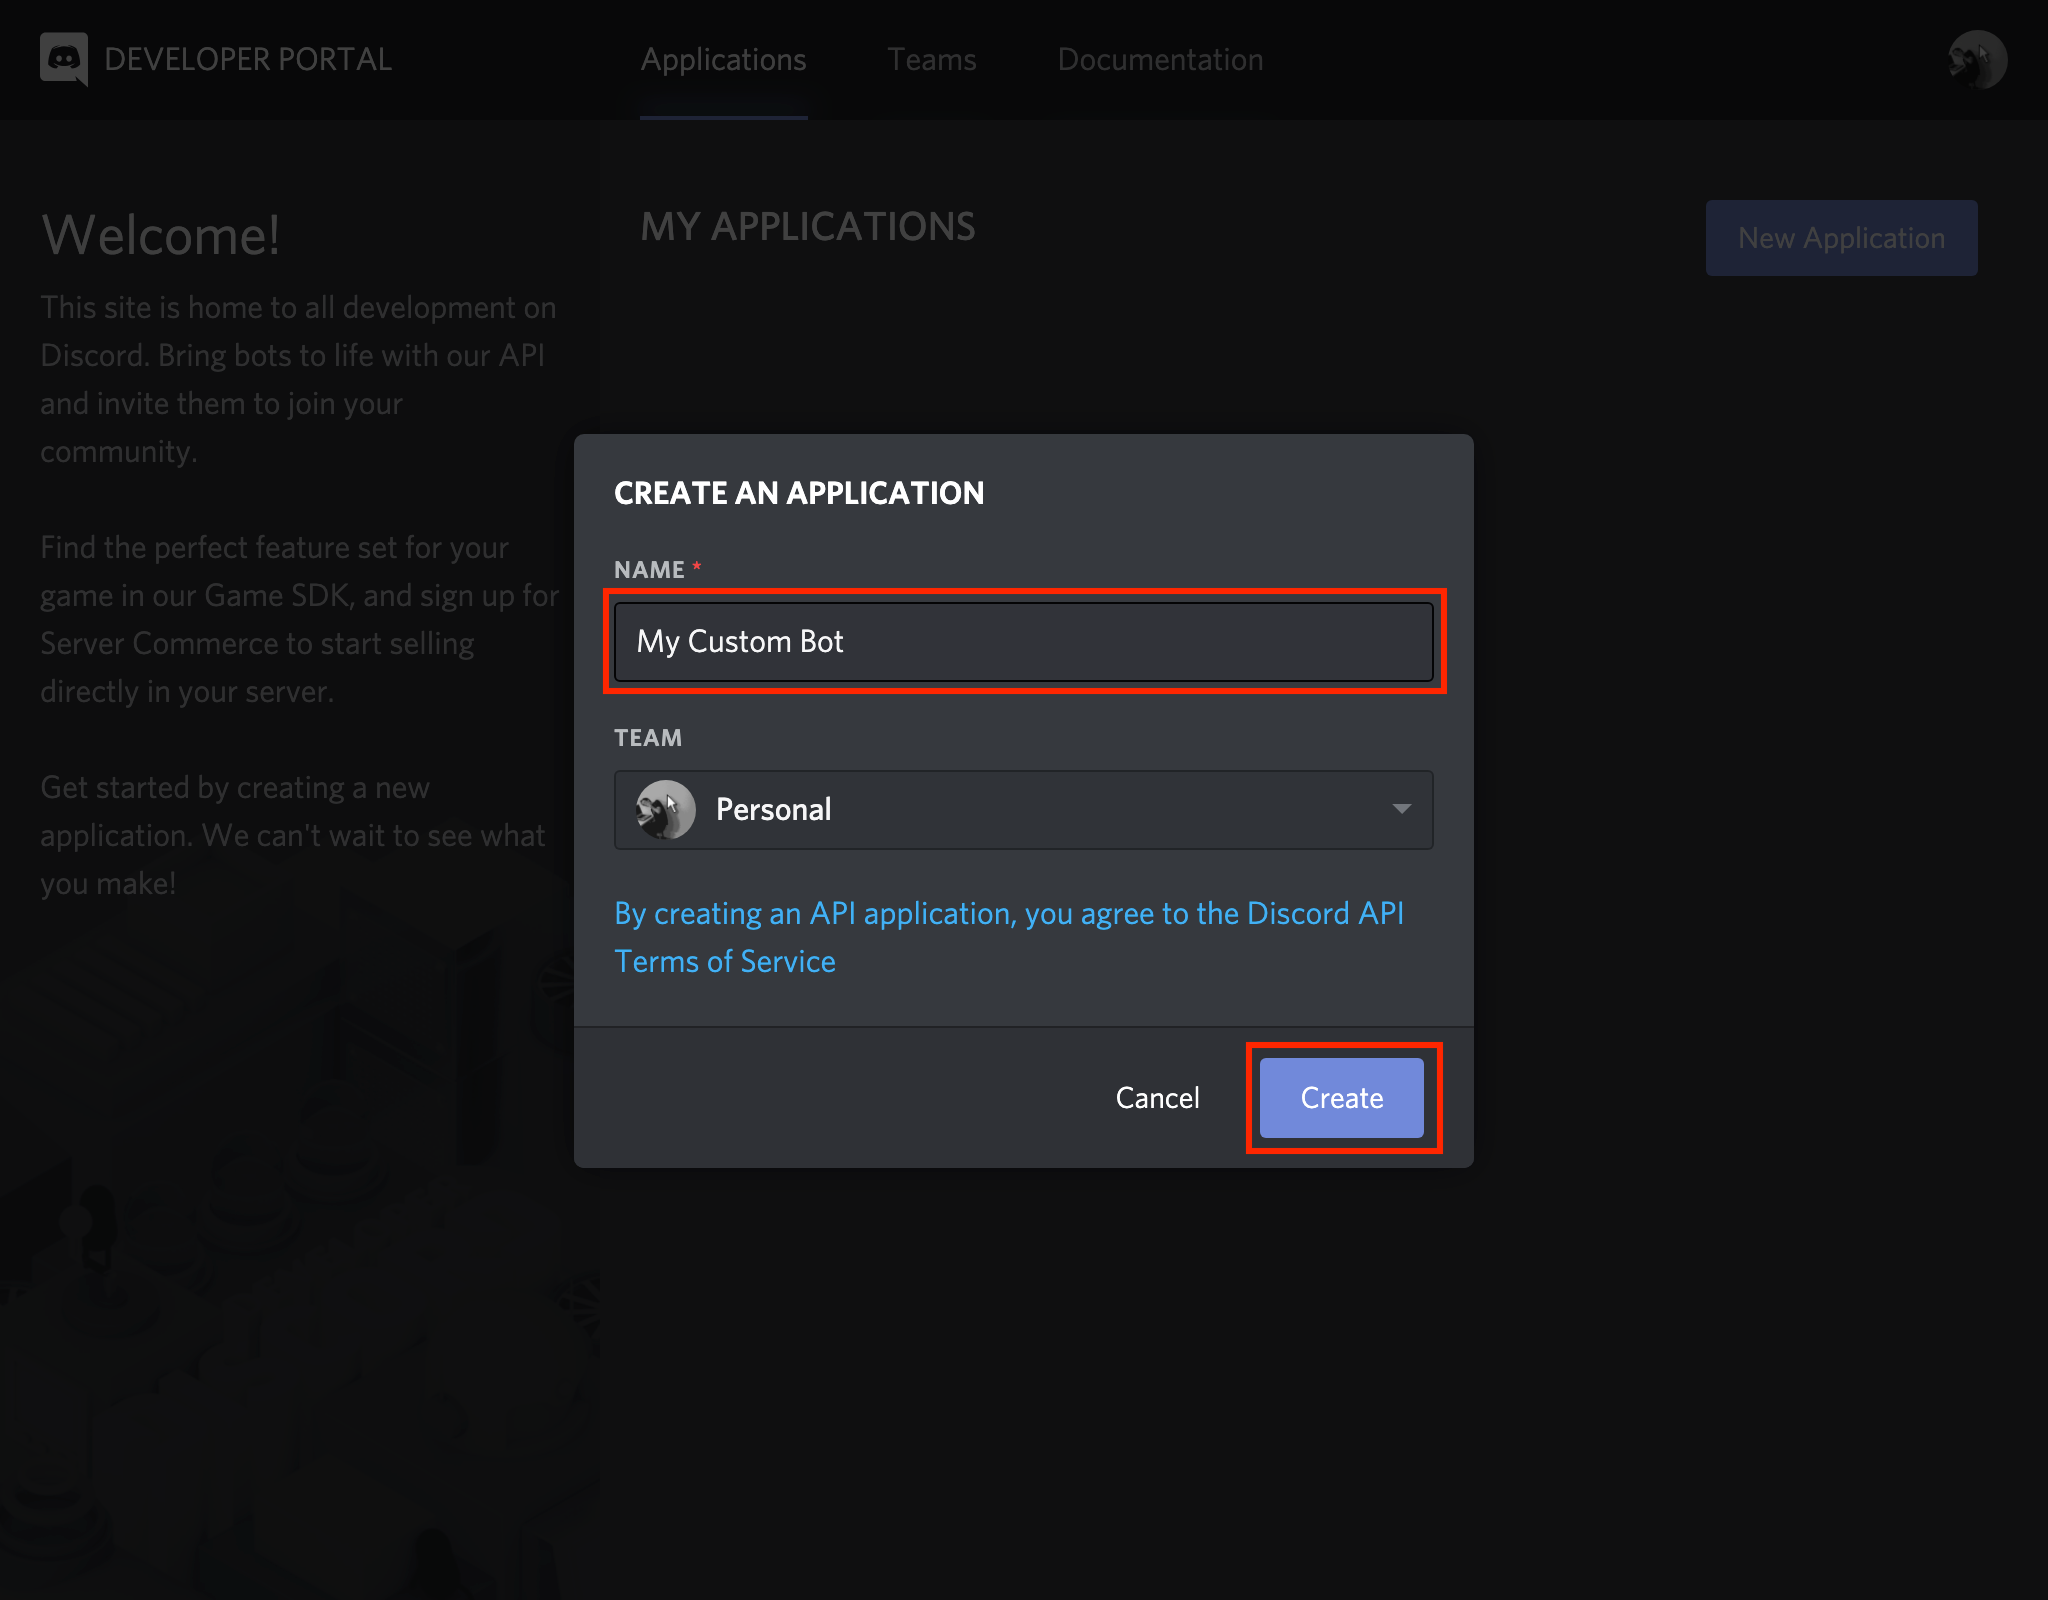 DEVELOPER PORTAL
Applications
Teams
Documentation
Welcome!
This site is home to all development on
Discord. Bring bots to life with our API
and invite them to join your
community.
Find the perfect feature set for your
game in our Game SDK, and sign up for
Server Commerce to start selling
directly in your server.
Get started by creating a new
application. We can't wait to see what
you make!
MY APPLICATIONS
New Application
CREATE AN APPLICATION
NAME *
My Custom Bot
TEAM
Personal
By creating an API application, you agree to the Discord API
Terms of Service
Cancel
Create